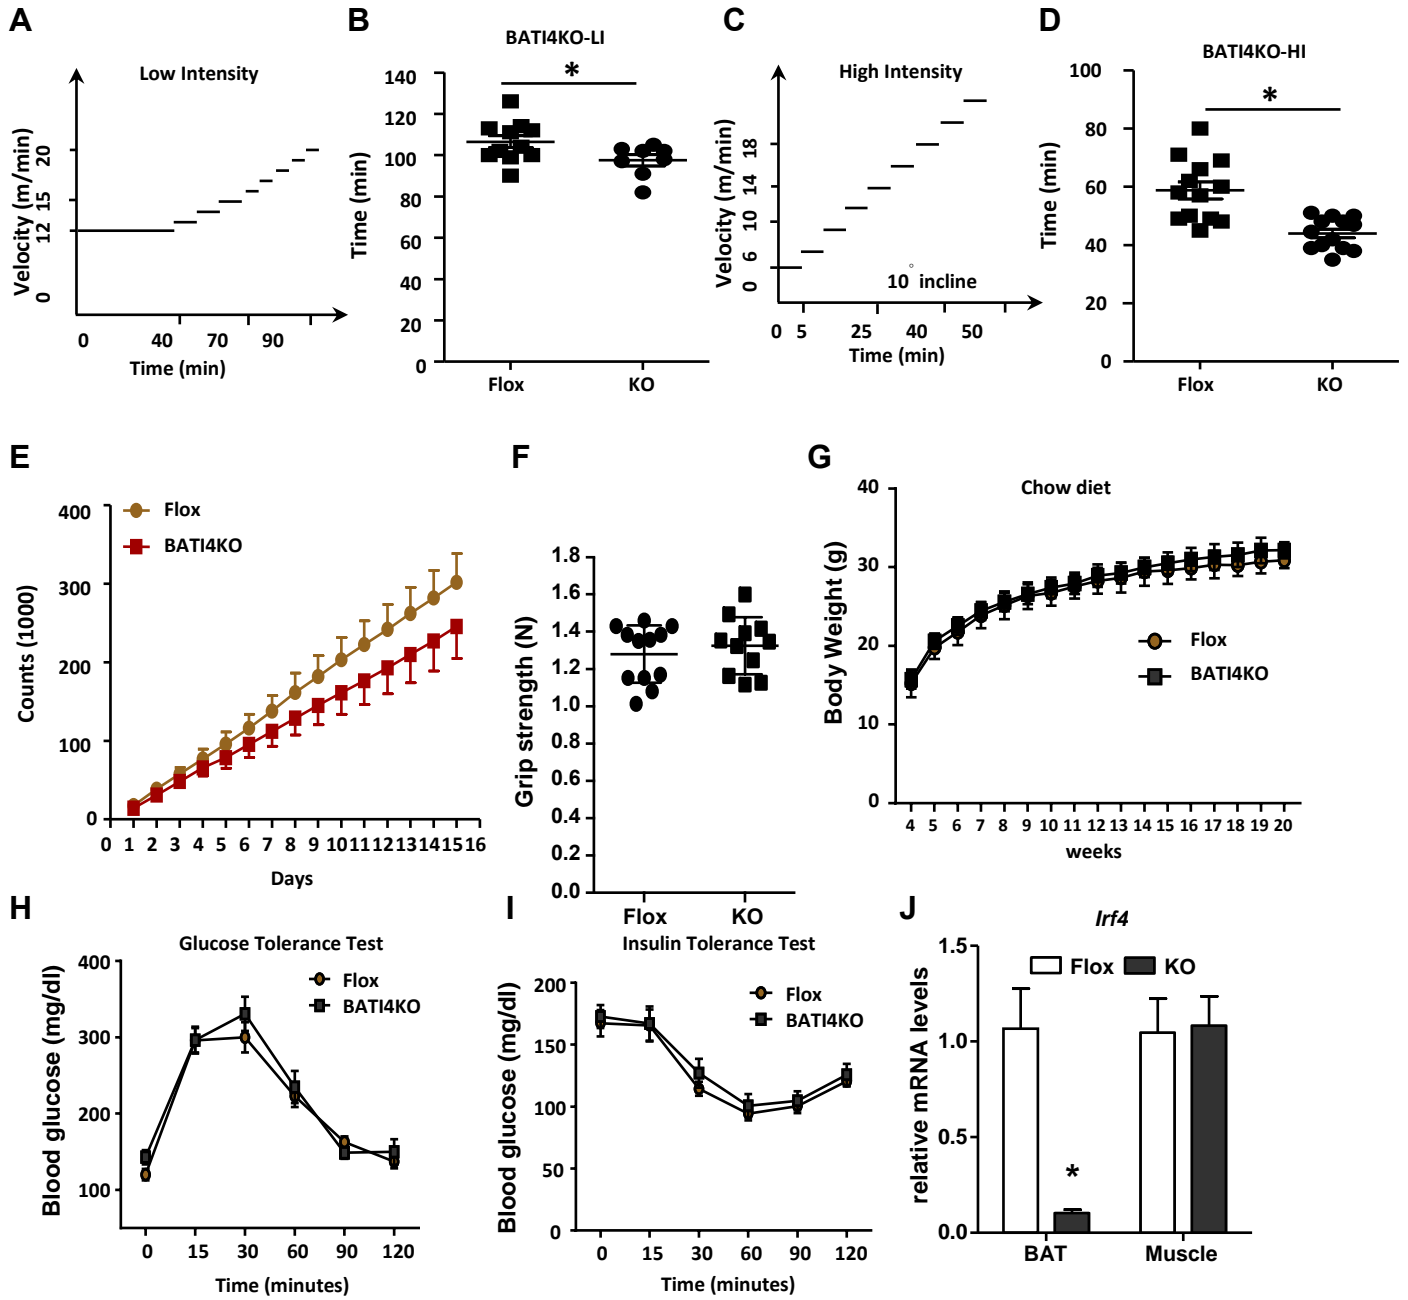 A
Low Intensity
Velocity (m/min)
20
15
12
0
0 40 70 90
Time (min)
B
BATI4KO-LI
*
Time (min)
140
120
100
80
60
40
20
0
Flox KO
C
High Intensity
Velocity (m/min)
18
14
10
6
0
10° incline
0 5 25 40 50
Time (min)
D
BATI4KO-HI
*
Time (min)
100
80
60
40
20
0
Flox KO
E
Flox
BATI4KO
Counts (1000)
400
300
200
100
0
0 1 2 3 4 5 6 7 8 9 10 11 12 13 14 15 16
Days
F
Grip strength (N)
1.8
1.6
1.4
1.2
1.0
0.8
0.6
0.4
0.2
0.0
Flox KO
G
Chow diet
Body Weight (g)
40
30
20
10
0
Flox
BATI4KO
4 5 6 7 8 9 10 11 12 13 14 15 16 17 18 19 20
weeks
H
Glucose Tolerance Test
Blood glucose (mg/dl)
400
300
200
100
Flox
BATI4KO
0 15 30 60 90 120
Time (minutes)
I
Insulin Tolerance Test
Blood glucose (mg/dl)
200
150
100
50
0
Flox
BATI4KO
0 15 30 60 90 120
Time (minutes)
J
Irf4
relative mRNA levels
1.5
1.0
0.5
0.0
Flox KO
*
BAT Muscle